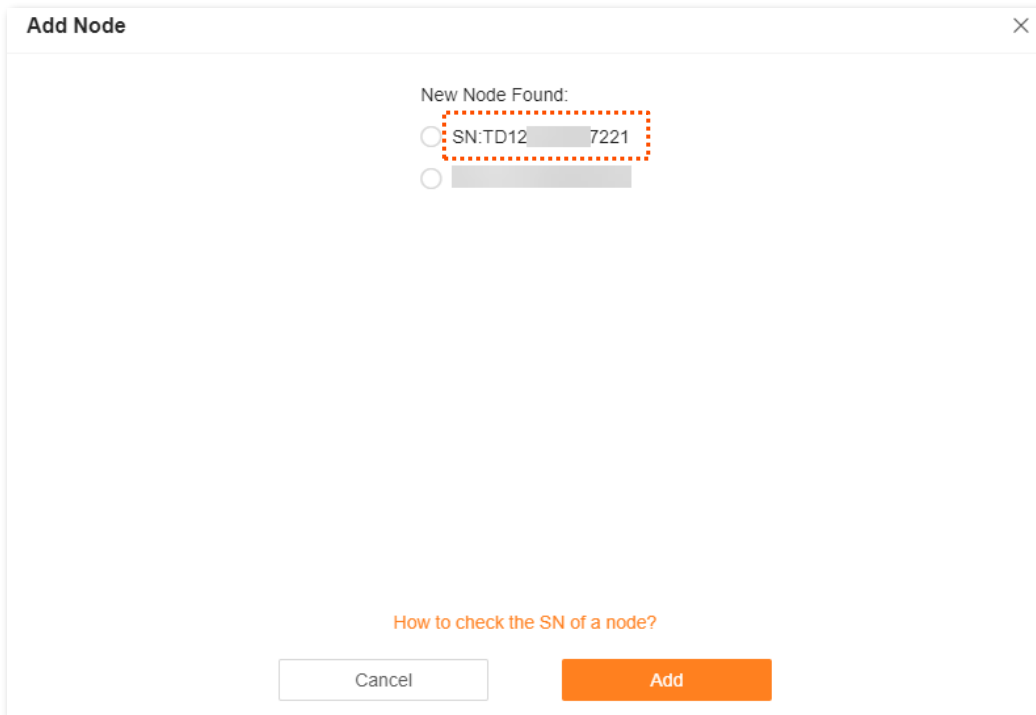 Add Node
New Node Found:
SN:TD12 7221
How to check the SN of a node?
Cancel
Add